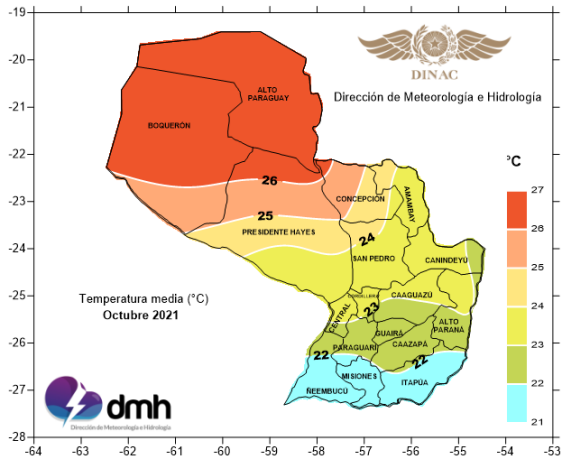 DINAC
Dirección de Meteorología e Hidrología
-19
-20
-21
-22
-23
-24
-25
-26
-27
-28
-64
-63
-62
-61
-60
-59
-58
-57
-56
-55
-54
-53
ALTO
PARAGUAY
BOQUERÓN
26
25
24
23
22
22
CONCEPCIÓN
AMAMBAY
PRESIDENTE HAYES
SAN PEDRO
CANINDEYÚ
CAAGUAZÚ
CENTRAL
GUAIRÁ
ALTO
PARANÁ
PARAGUARÍ
CAAZAPÁ
MISIONES
ITAPÚA
ÑEEMBUCÚ
Temperatura media (°C)
Octubre 2021
°C
27
26
25
24
23
22
21
dmh
Dirección de Meteorología e Hidrología